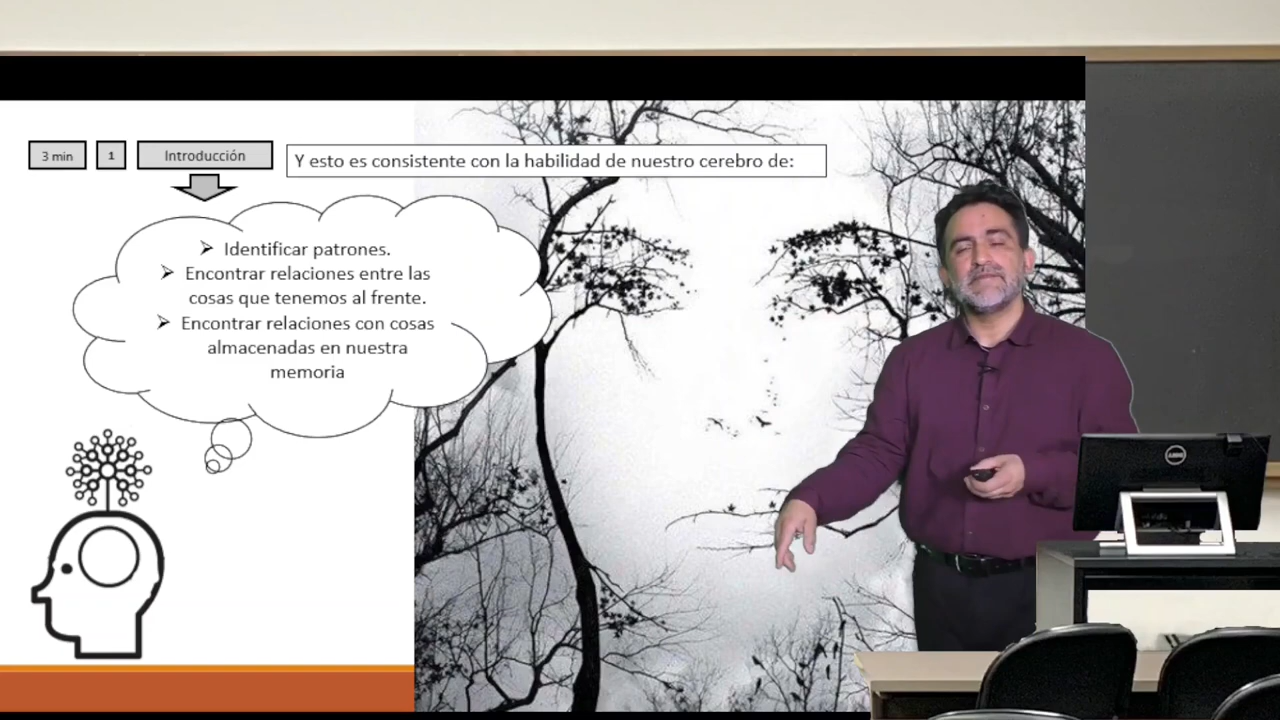 3 min
1
Introducción
Y esto es consistente con la habilidad de nuestro cerebro de:
➢ Identificar patrones.
➢ Encontrar relaciones entre las
cosas que tenemos al frente.
➢ Encontrar relaciones con cosas
almacenadas en nuestra
memoria
DELL